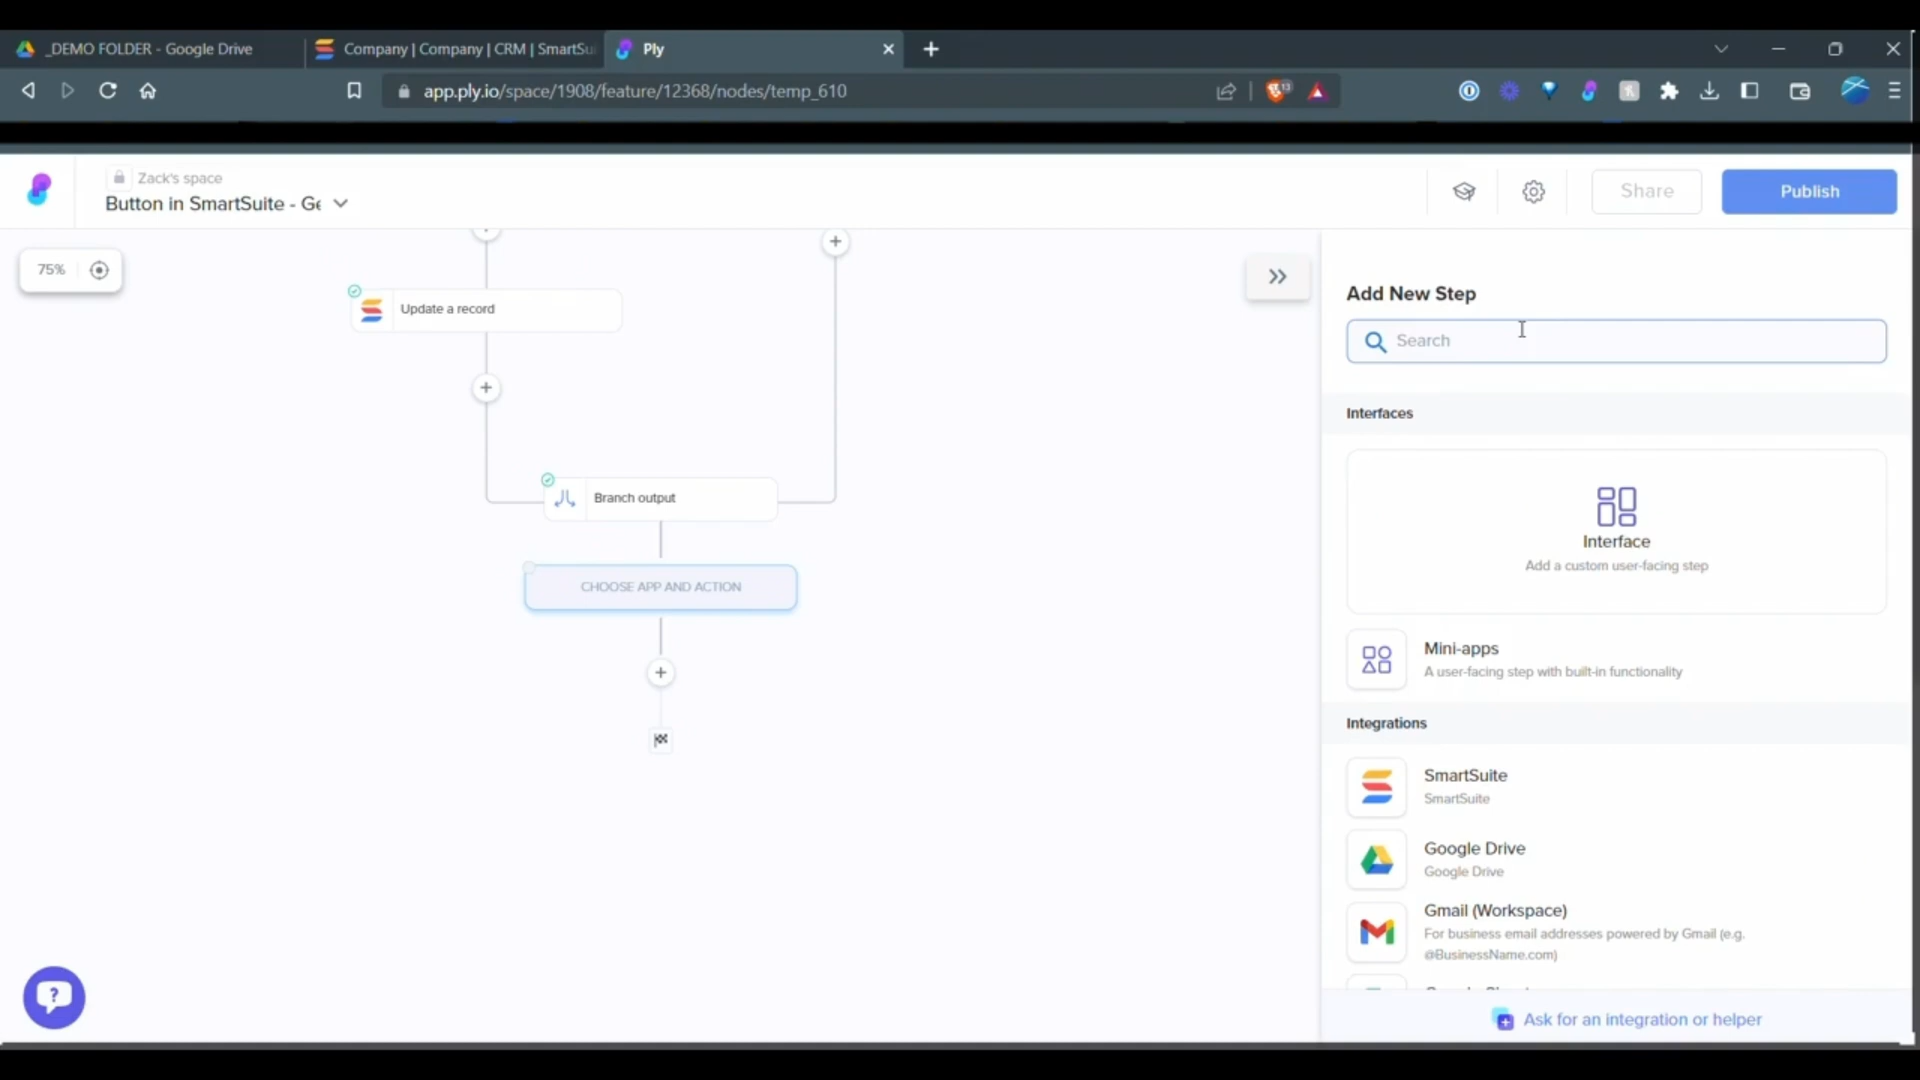 _DEMO FOLDER - Google Drive
Company | Company | CRM | SmartSui
Ply
app.ply.io/space/1908/feature/12368/nodes/temp_610
13
Zack's space
Button in SmartSuite - Ge
Share
Publish
75%
Update a record
Branch output
CHOOSE APP AND ACTION
Add New Step
Search
Interfaces
Interface
Add a custom user-facing step
Mini-apps
A user-facing step with built-in functionality
Integrations
SmartSuite
SmartSuite
Google Drive
Google Drive
Gmail (Workspace)
For business email addresses powered by Gmail (e.g.
@BusinessName.com)
Ask for an integration or helper